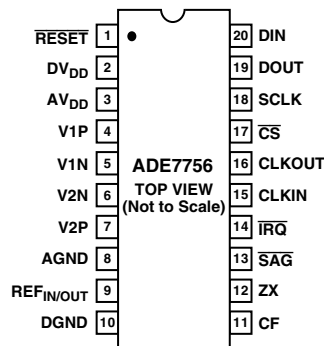 RESET 1 20 DIN
DVDD 2 19 DOUT
AVDD 3 18 SCLK
V1P 4 17 CS
V1N 5 16 CLKOUT
V2N 6 15 CLKIN
V2P 7 14 IRQ
AGND 8 13 SAG
REFIN/OUT 9 12 ZX
DGND 10 11 CF
ADE7756
TOP VIEW
(Not to Scale)